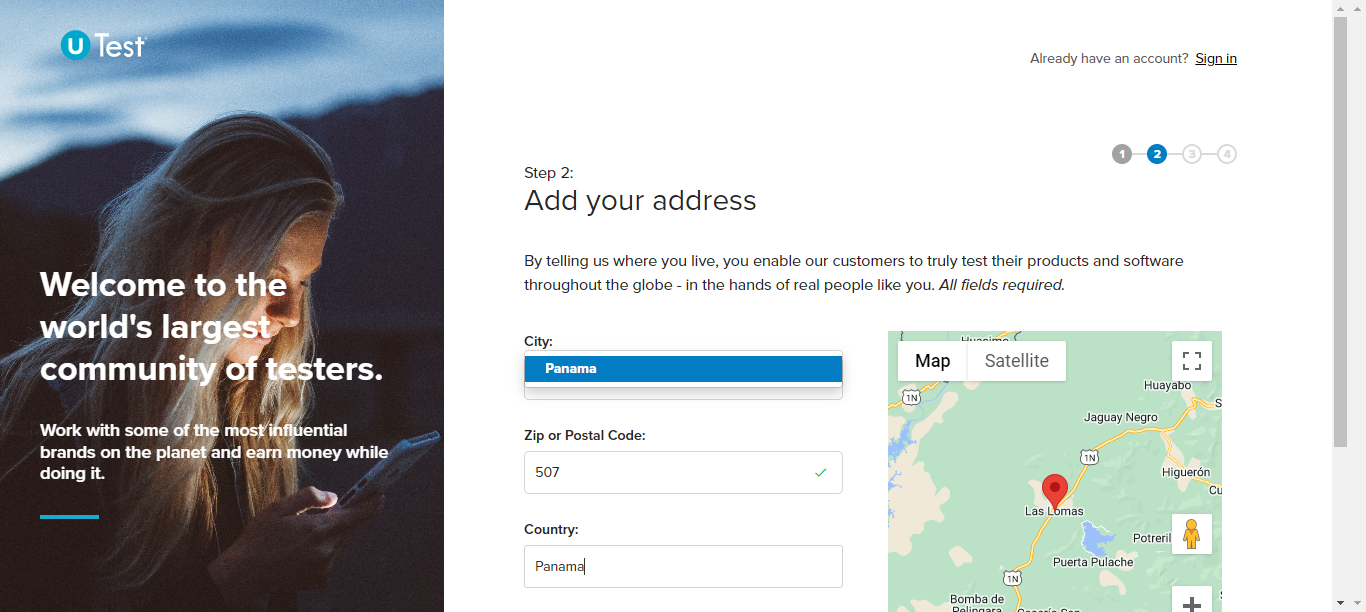 U Test
Welcome to the
world's largest
community of testers.
Work with some of the most influential
brands on the planet and earn money while
doing it.
Already have an account? Sign in
1 2 3 4
Step 2:
Add your address
By telling us where you live, you enable our customers to truly test their products and software
throughout the globe - in the hands of real people like you. All fields required.
City:
Panama
Zip or Postal Code:
507
Country:
Panama
Map Satellite
Huayabo
1N
Jaguay Negro
1N
Higuerón
Las Lomas
Potreril
Puerta Pulache
1N
Bomba de